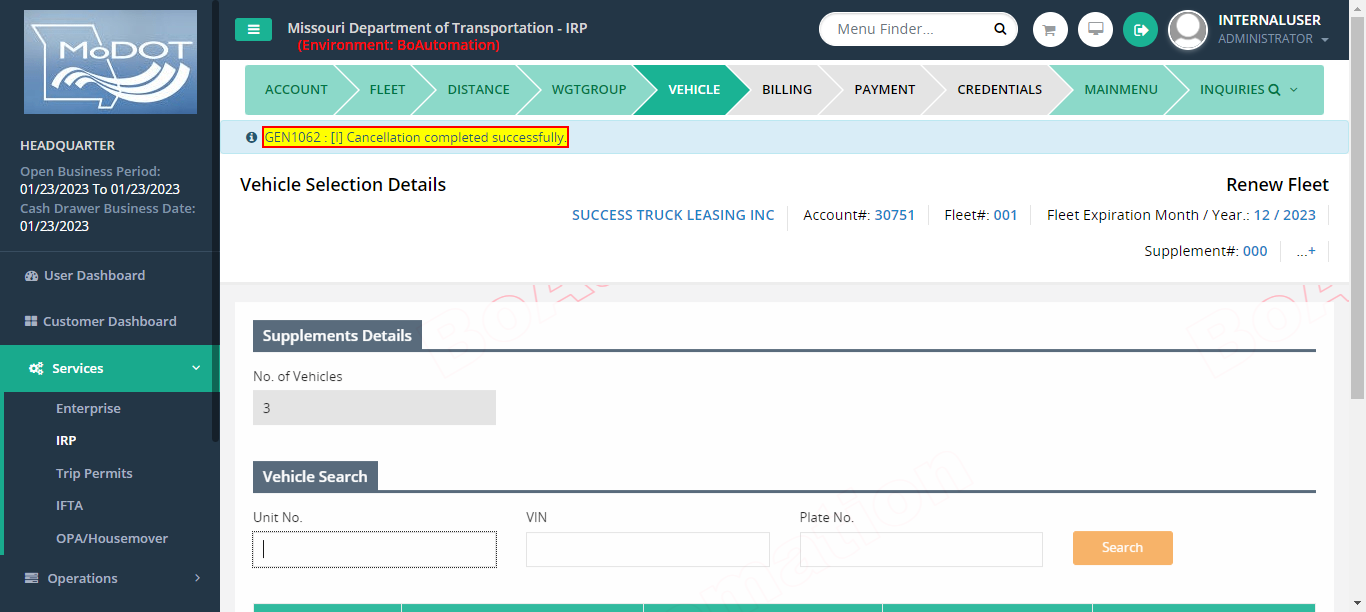 MoDOT
HEADQUARTER
Open Business Period:
01/23/2023 To 01/23/2023
Cash Drawer Business Date:
01/23/2023
User Dashboard
Customer Dashboard
Services
Enterprise
IRP
Trip Permits
IFTA
OPA/Housemover
Operations
Missouri Department of Transportation - IRP
(Environment: BoAutomation)
Menu Finder...
INTERNALUSER
ADMINISTRATOR
ACCOUNT FLEET DISTANCE WGTGROUP VEHICLE BILLING PAYMENT CREDENTIALS MAINMENU INQUIRIES
GEN1062 : [I] Cancellation completed successfully.
Vehicle Selection Details Renew Fleet
SUCCESS TRUCK LEASING INC Account#: 30751 Fleet#: 001 Fleet Expiration Month / Year.: 12 / 2023
Supplement#: 000 ...+
Supplements Details
No. of Vehicles
3
Vehicle Search
Unit No. VIN Plate No.
Search